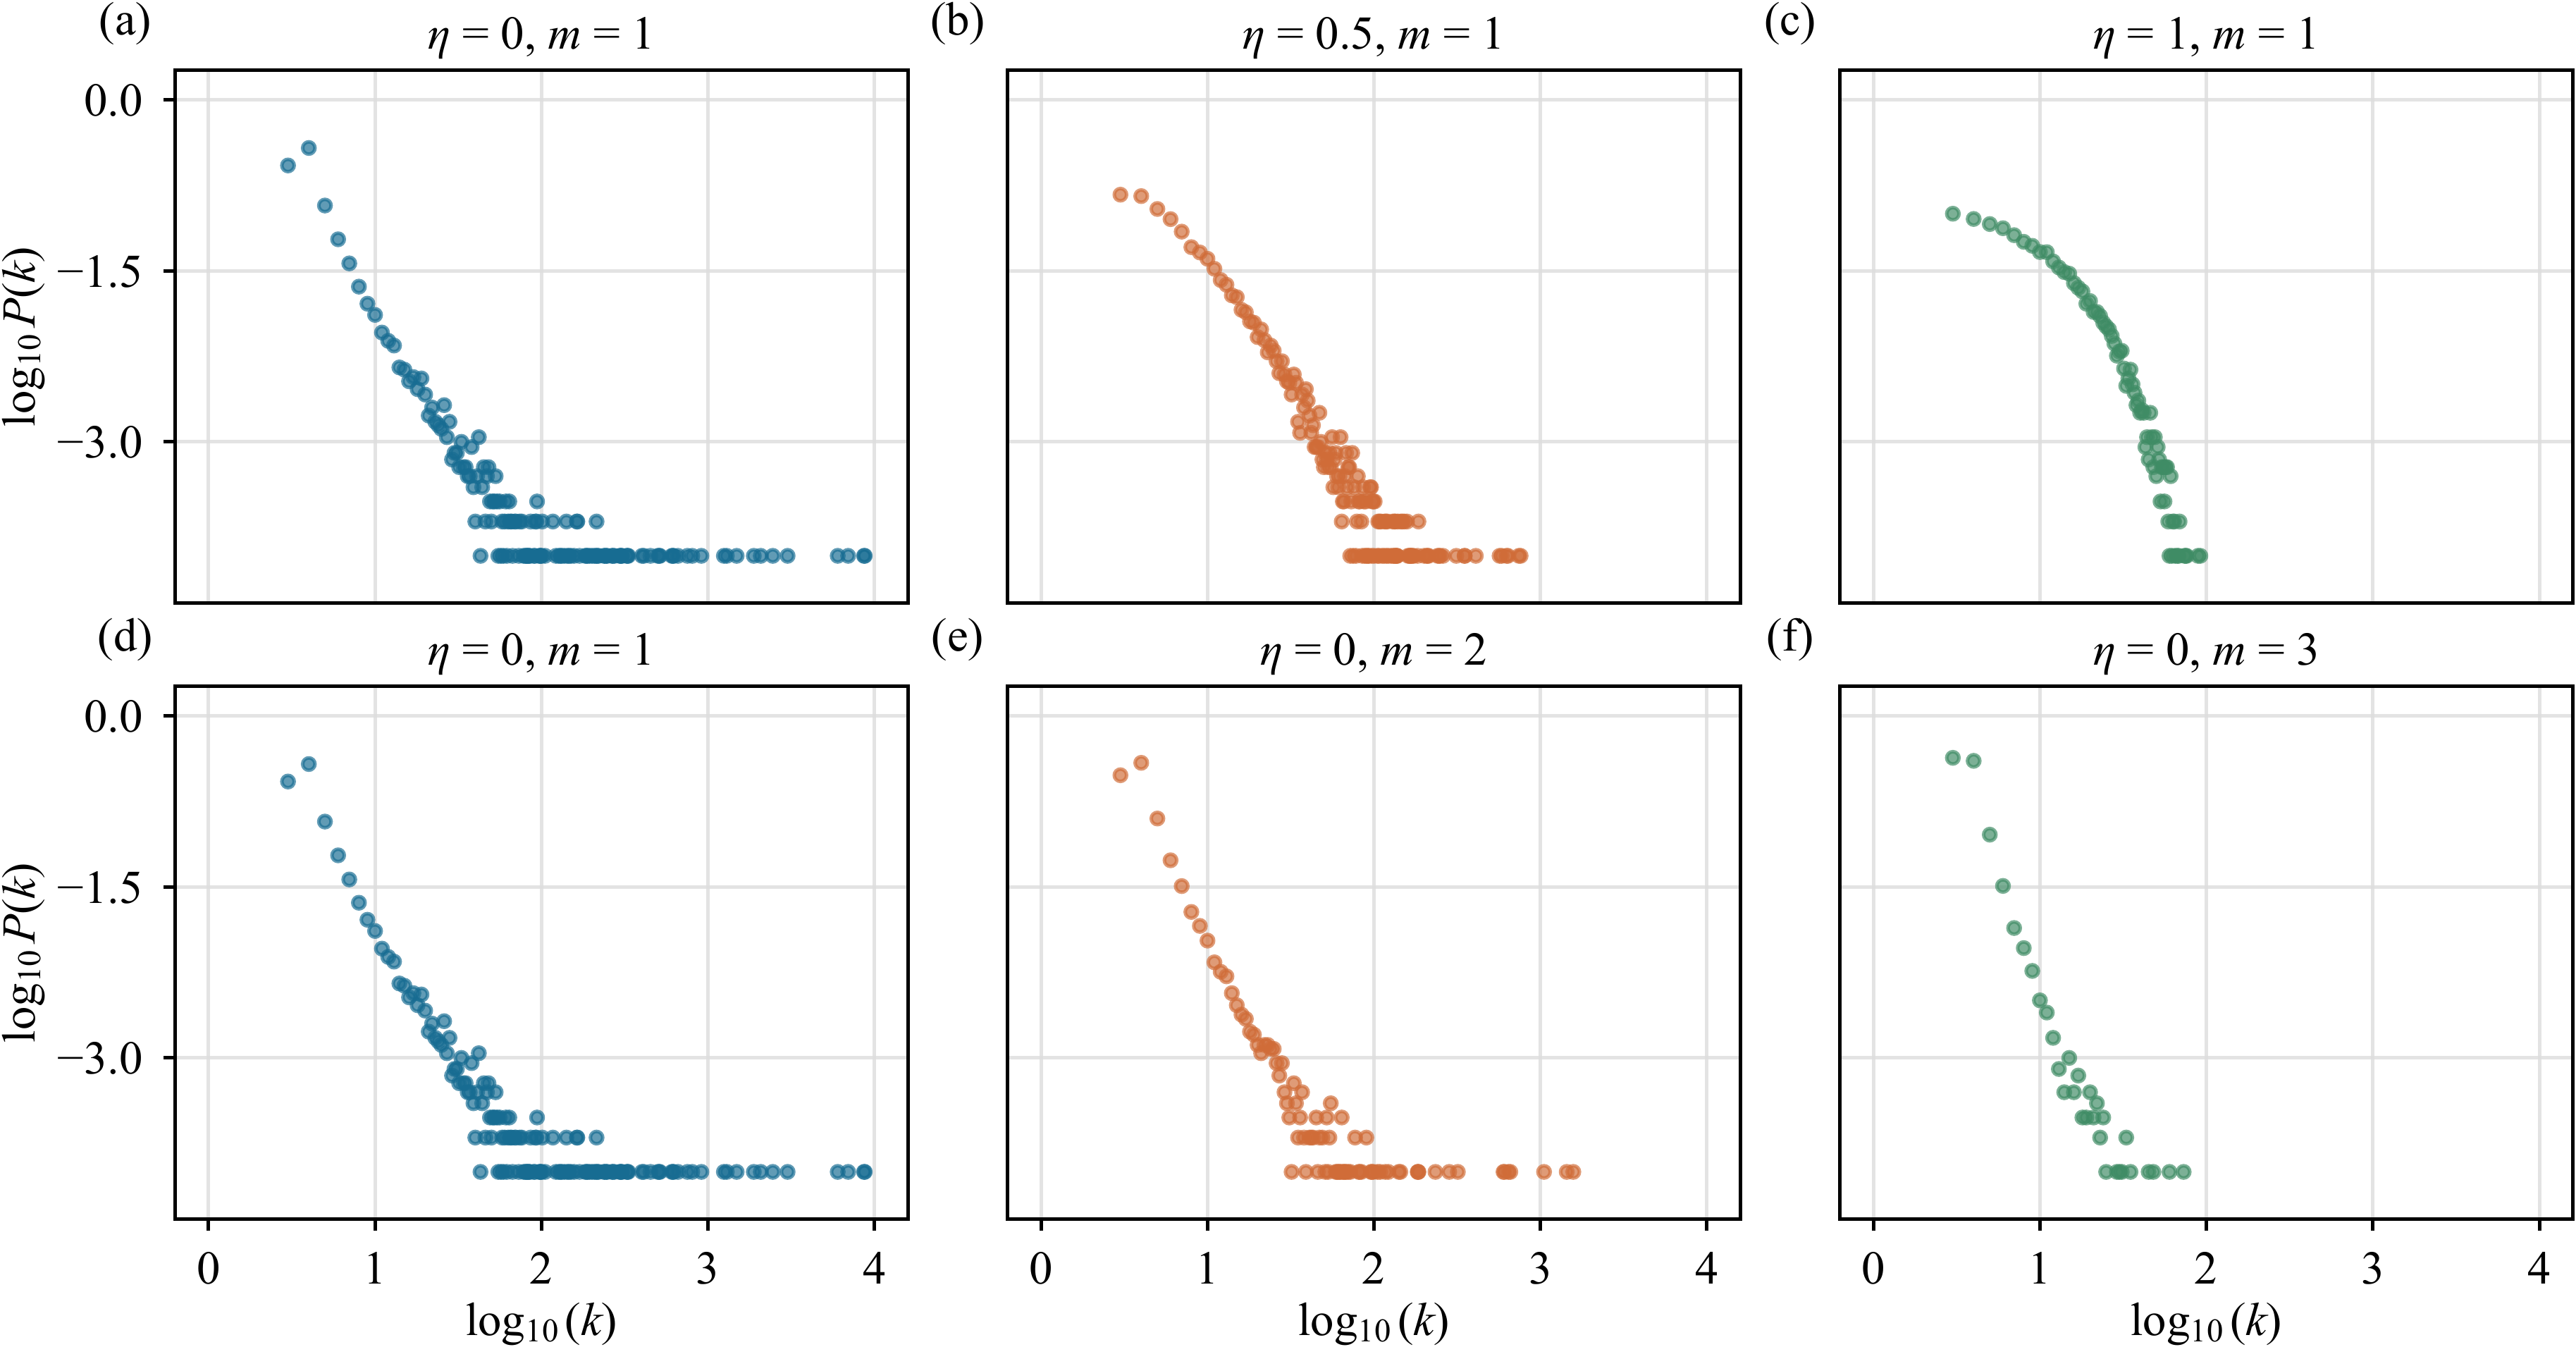 (a)
η = 0, m = 1
(b)
η = 0.5, m = 1
(c)
η = 1, m = 1
log₁₀P(k)
0.0
−1.5
−3.0
(d)
η = 0, m = 1
(e)
η = 0, m = 2
(f)
η = 0, m = 3
log₁₀P(k)
0.0
−1.5
−3.0
0 1 2 3 4
0 1 2 3 4
0 1 2 3 4
log₁₀(k)
log₁₀(k)
log₁₀(k)